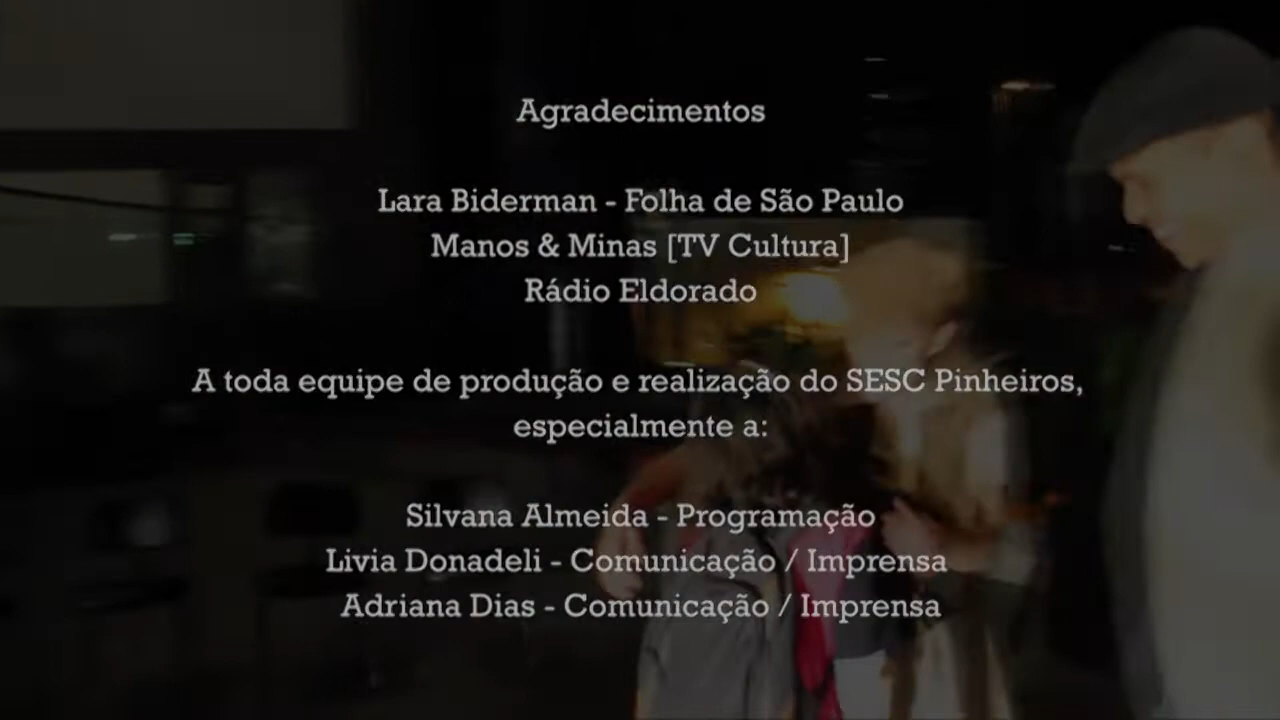 Agradecimentos
Lara Biderman - Folha de São Paulo
Manos & Minas [TV Cultura]
Rádio Eldorado
A toda equipe de produção e realização do SESC Pinheiros,
especialmente a:
Silvana Almeida - Programação
Livia Donadeli - Comunicação / Imprensa
Adriana Dias - Comunicação / Imprensa